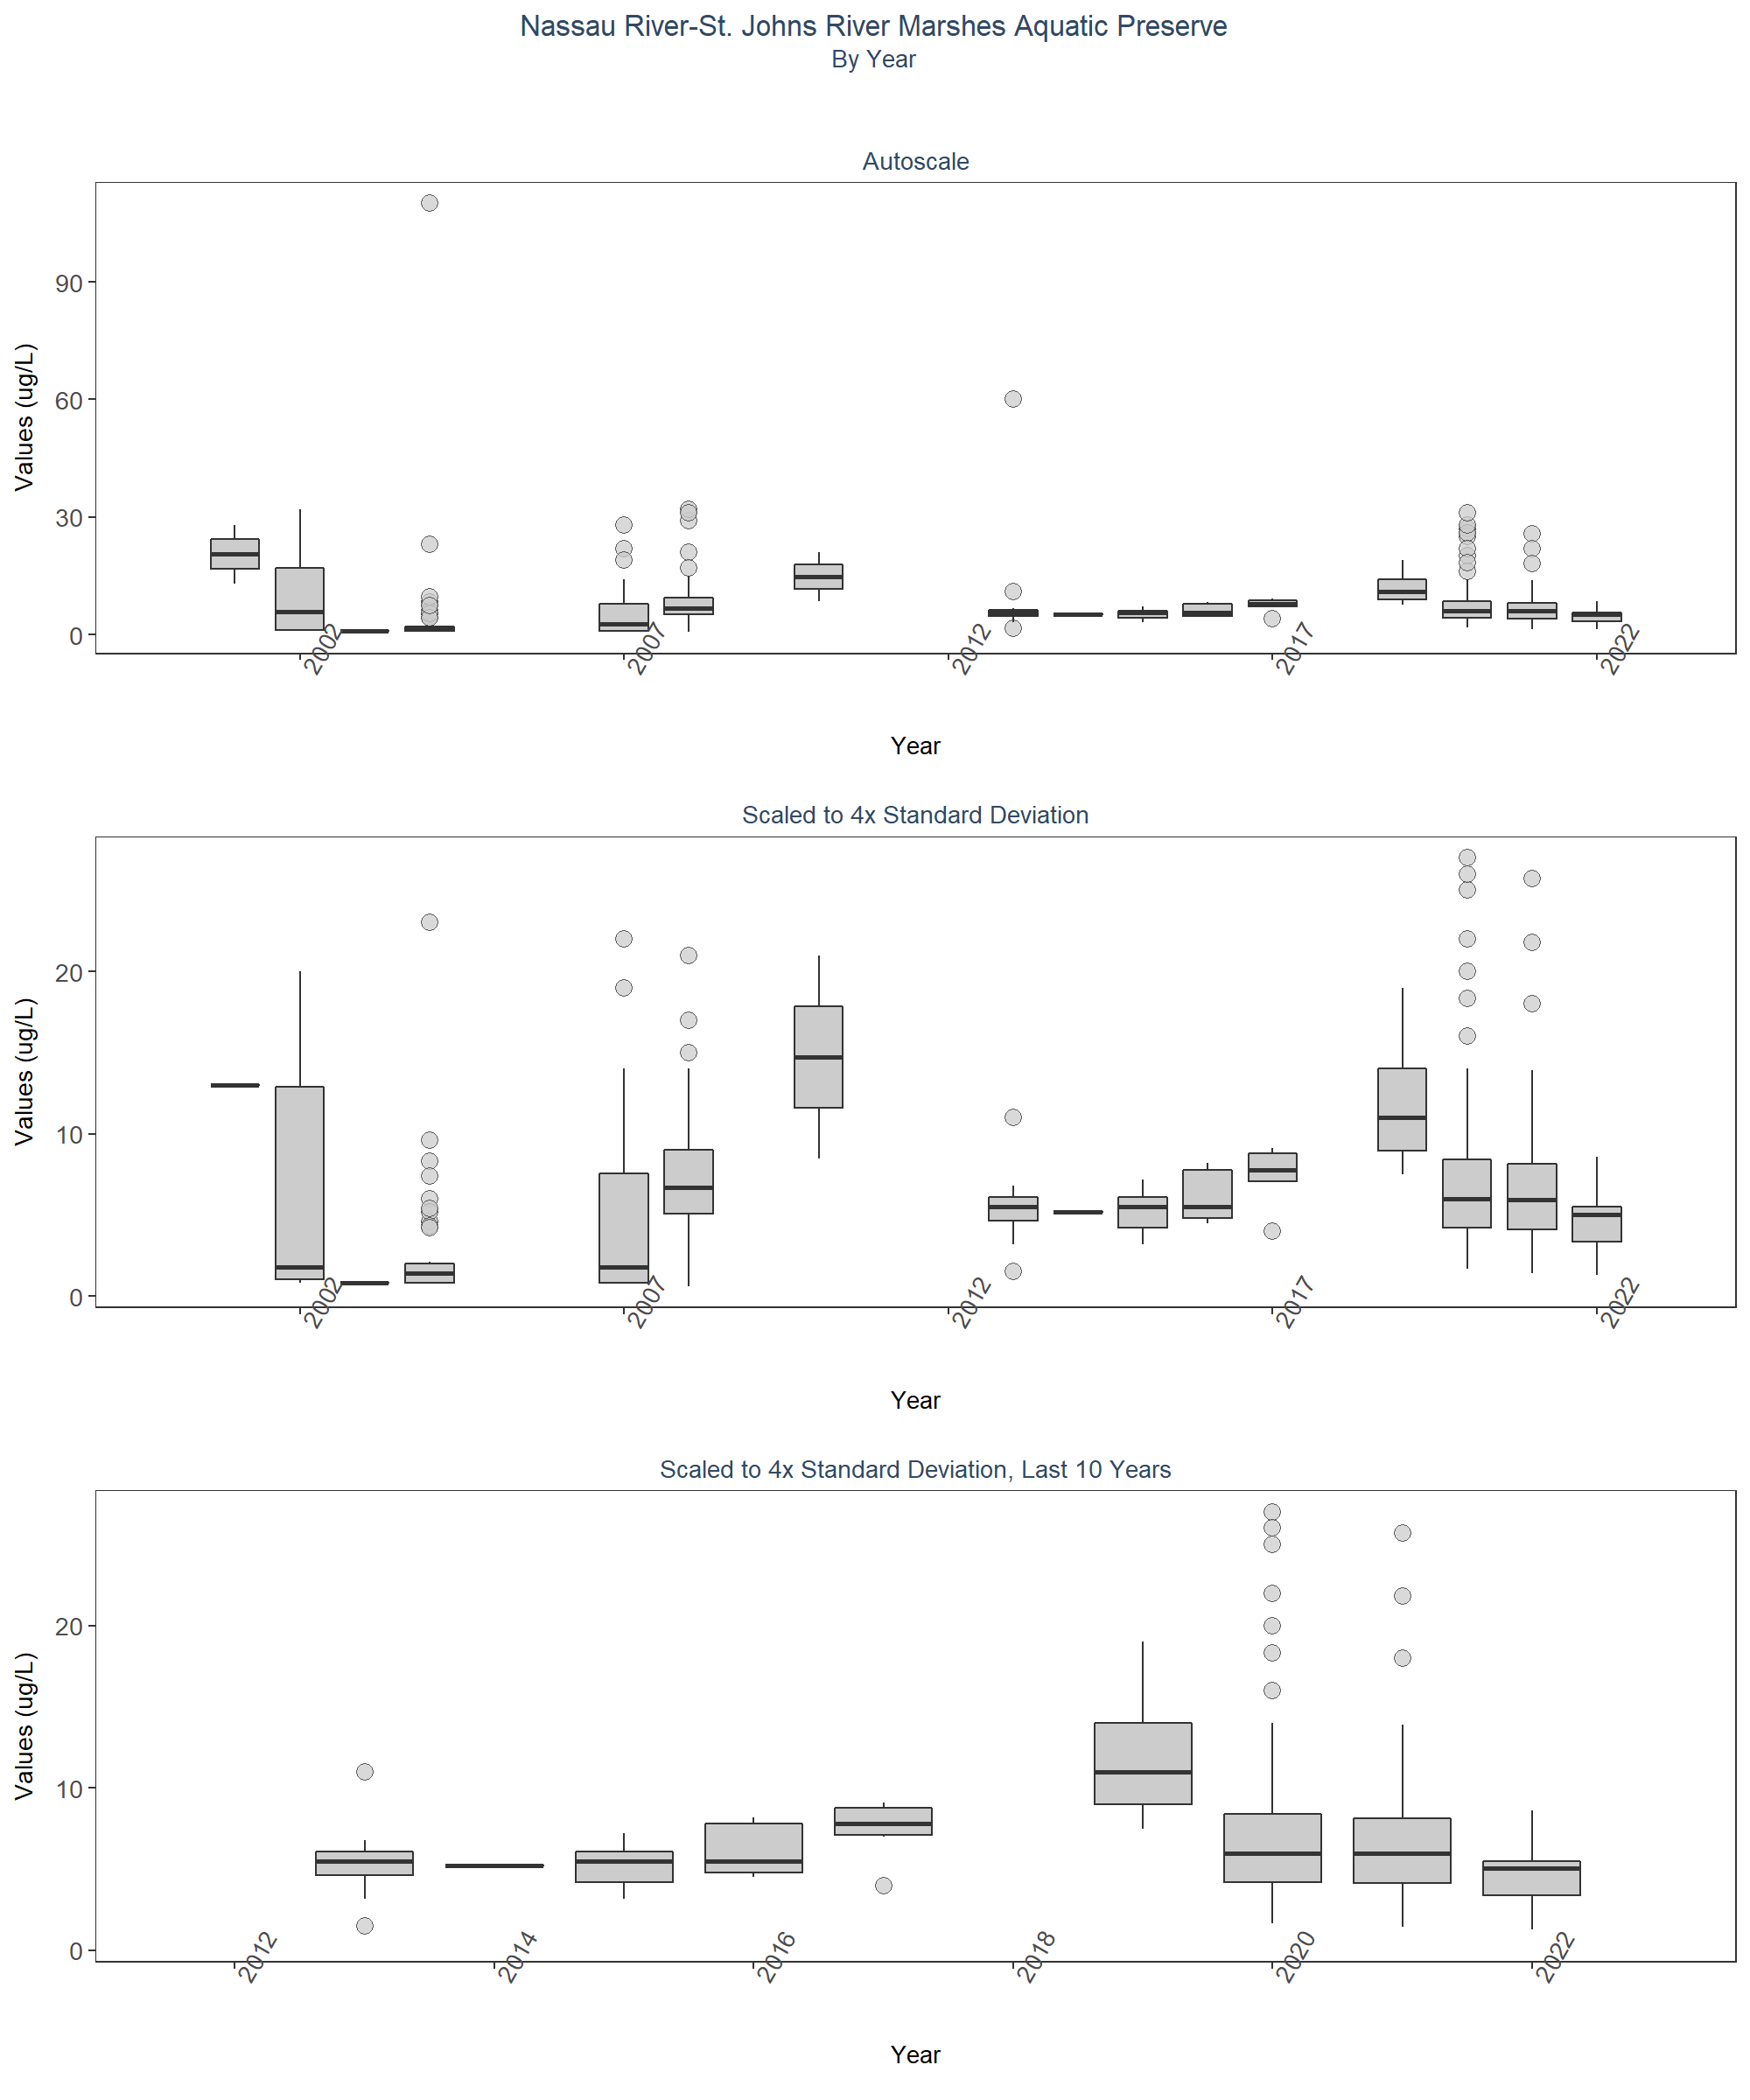 Nassau River-St. Johns River Marshes Aquatic Preserve
By Year
Autoscale
Values (ug/L)
90
60
30
0
2002
2007
2012
2017
2022
Year
Scaled to 4x Standard Deviation
Values (ug/L)
20
10
0
2002
2007
2012
2017
2022
Year
Scaled to 4x Standard Deviation, Last 10 Years
Values (ug/L)
20
10
0
2012
2014
2016
2018
2020
2022
Year